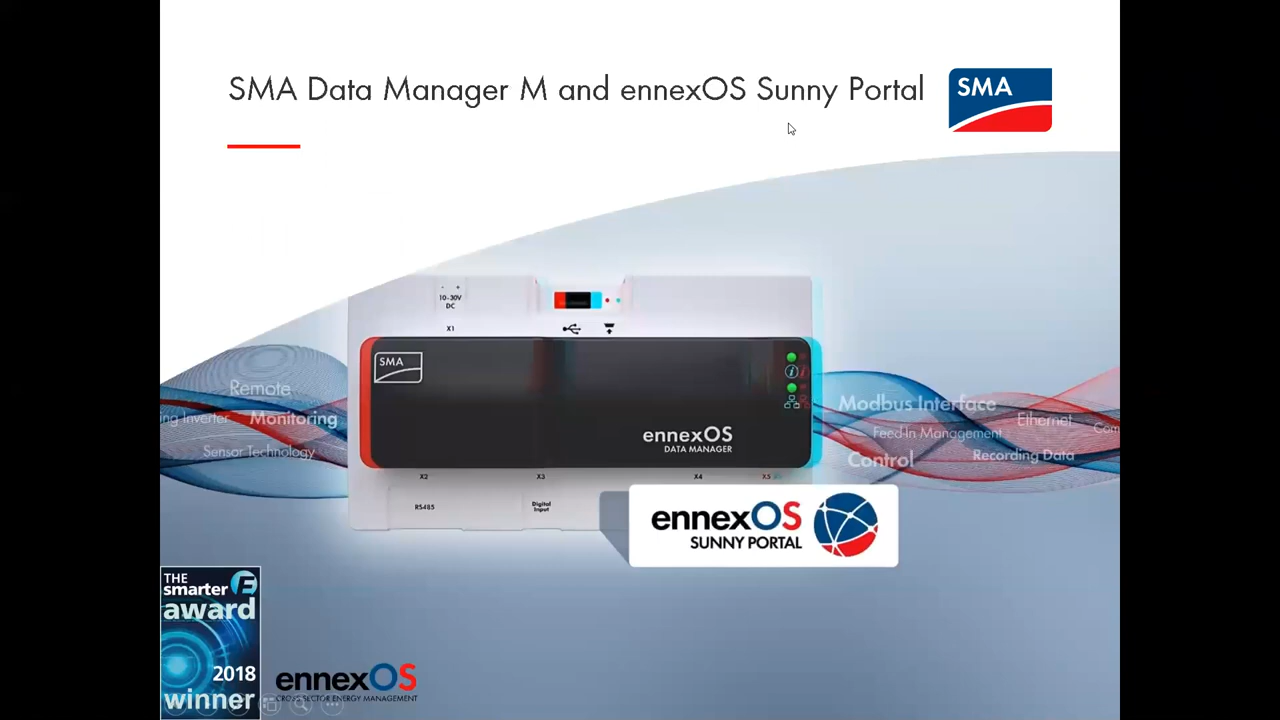 SMA Data Manager M and ennexOS Sunny Portal
SMA
- +
10-30V
DC
X1
SMA
Remote
Monitoring
Sensor Technology
Modbus Interface
Ethernet
Feed-In Management
Control
Recording Data
ennexOS
DATA MANAGER
X2
X3
X4
X5
RS485
Digital
Input
ennexOS
SUNNY PORTAL
THE
smarter E
award
2018
winner
ennexOS
CROSS SECTOR ENERGY MANAGEMENT